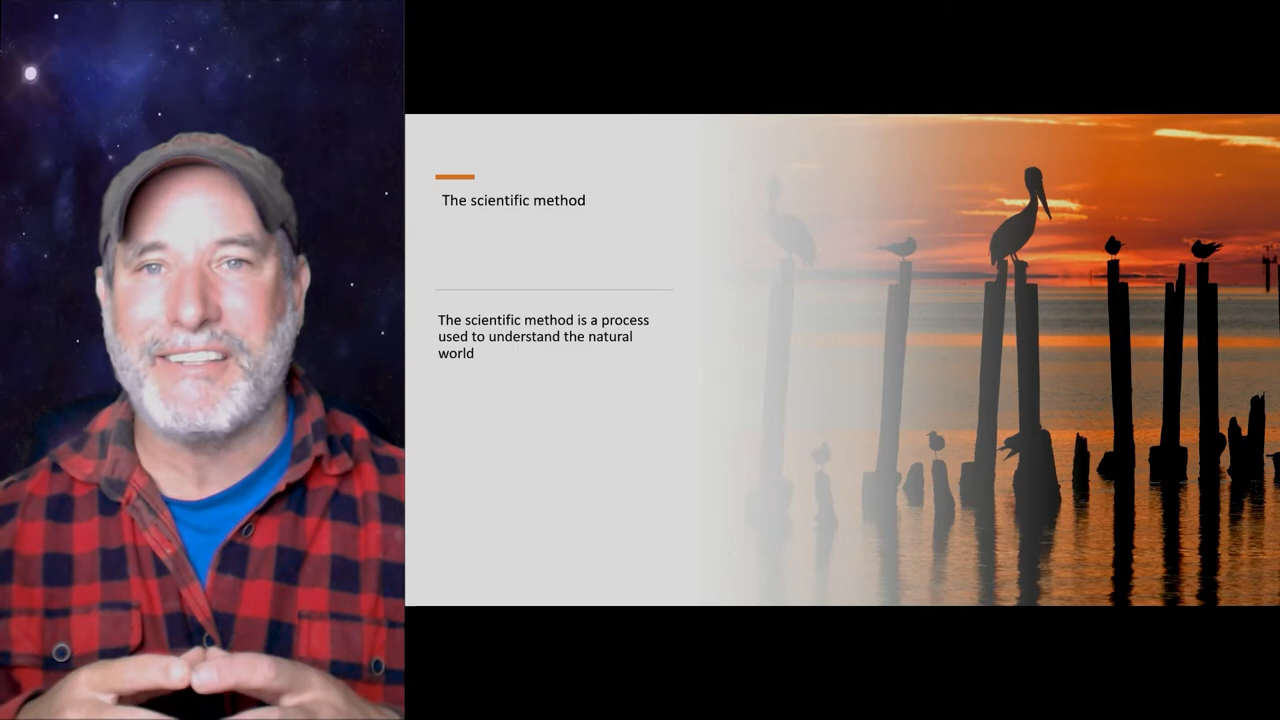 The scientific method
The scientific method is a process
used to understand the natural
world